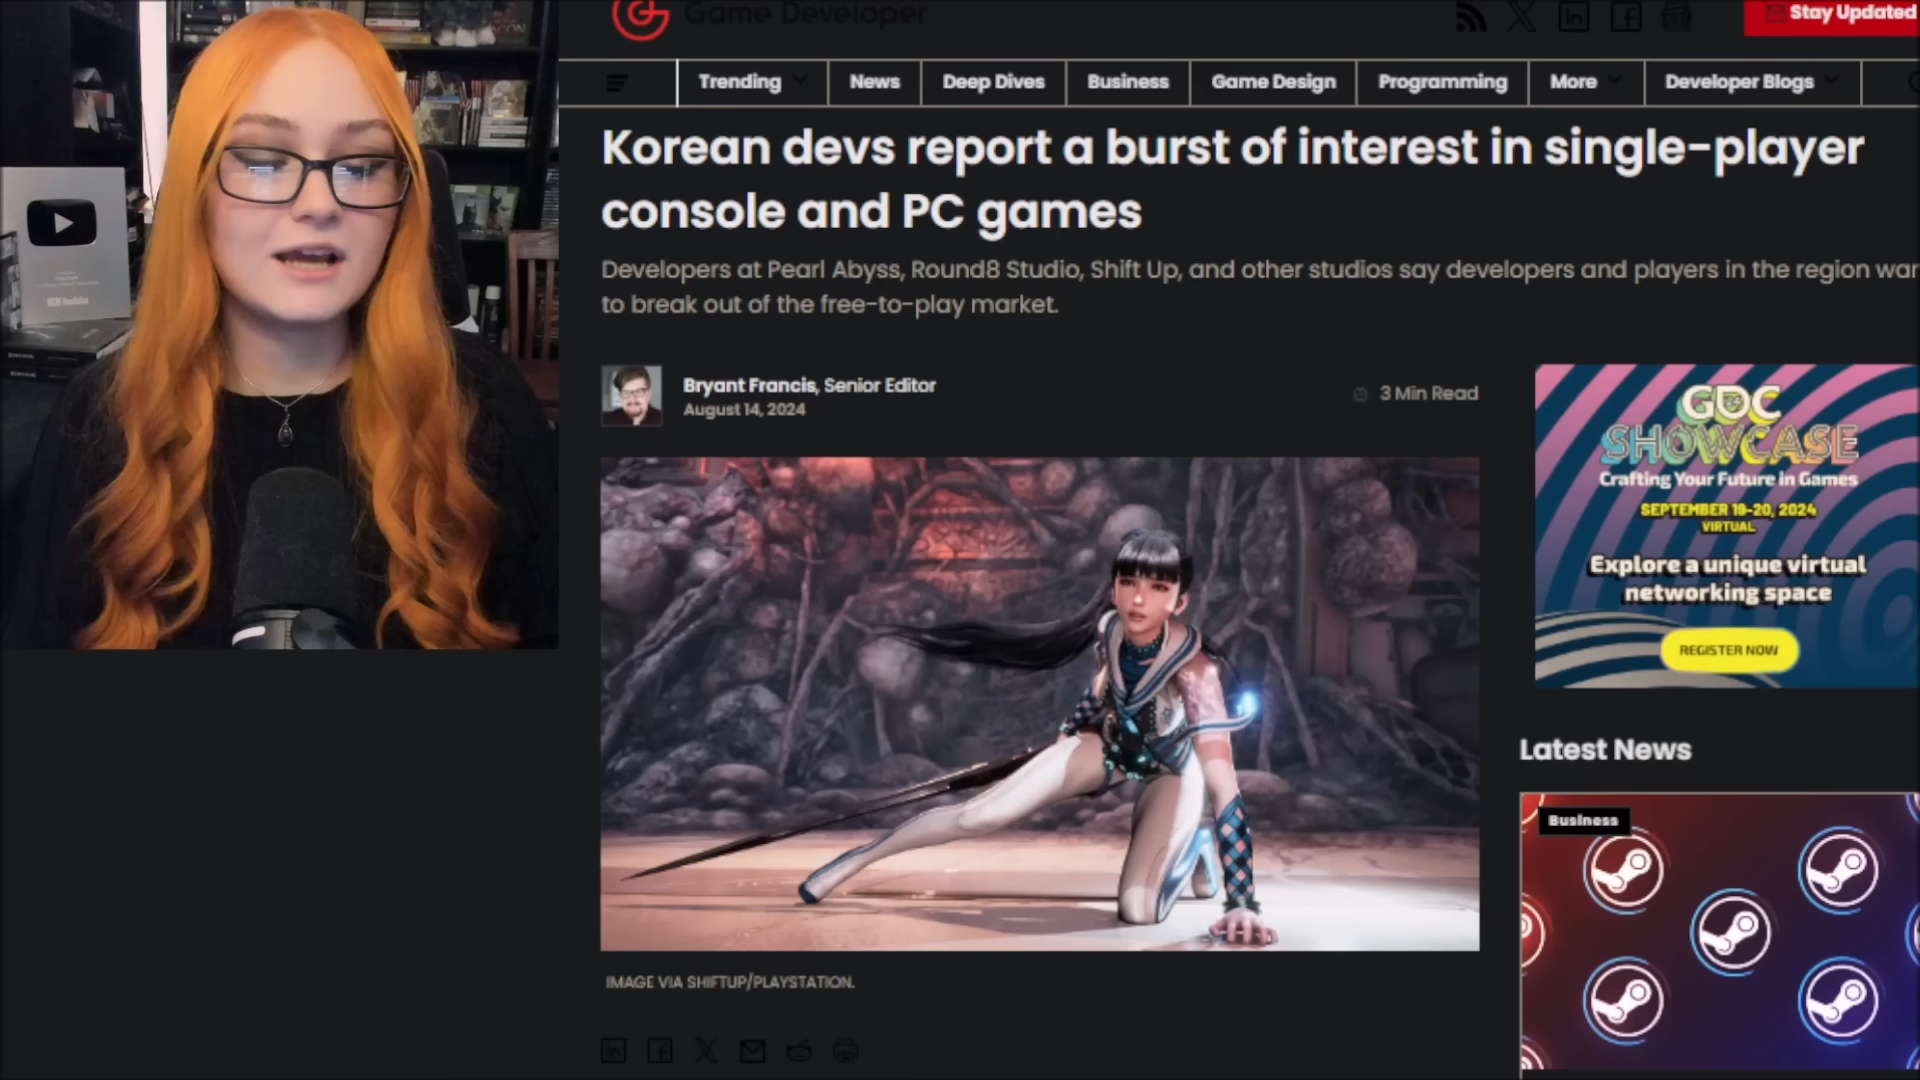 Game Developer
Stay Updated
Trending
News
Deep Dives
Business
Game Design
Programming
More
Developer Blogs
Korean devs report a burst of interest in single-player
console and PC games
Developers at Pearl Abyss, Round8 Studio, Shift Up, and other studios say developers and players in the region
to break out of the free-to-play market.
Bryant Francis, Senior Editor
August 14, 2024
3 Min Read
GDC
SHOWCASE
Crafting Your Future in Games
SEPTEMBER 19-20, 2024
VIRTUAL
Explore a unique virtual
networking space
REGISTER NOW
Latest News
Business
IMAGE VIA SHIFTUP/PLAYSTATION.